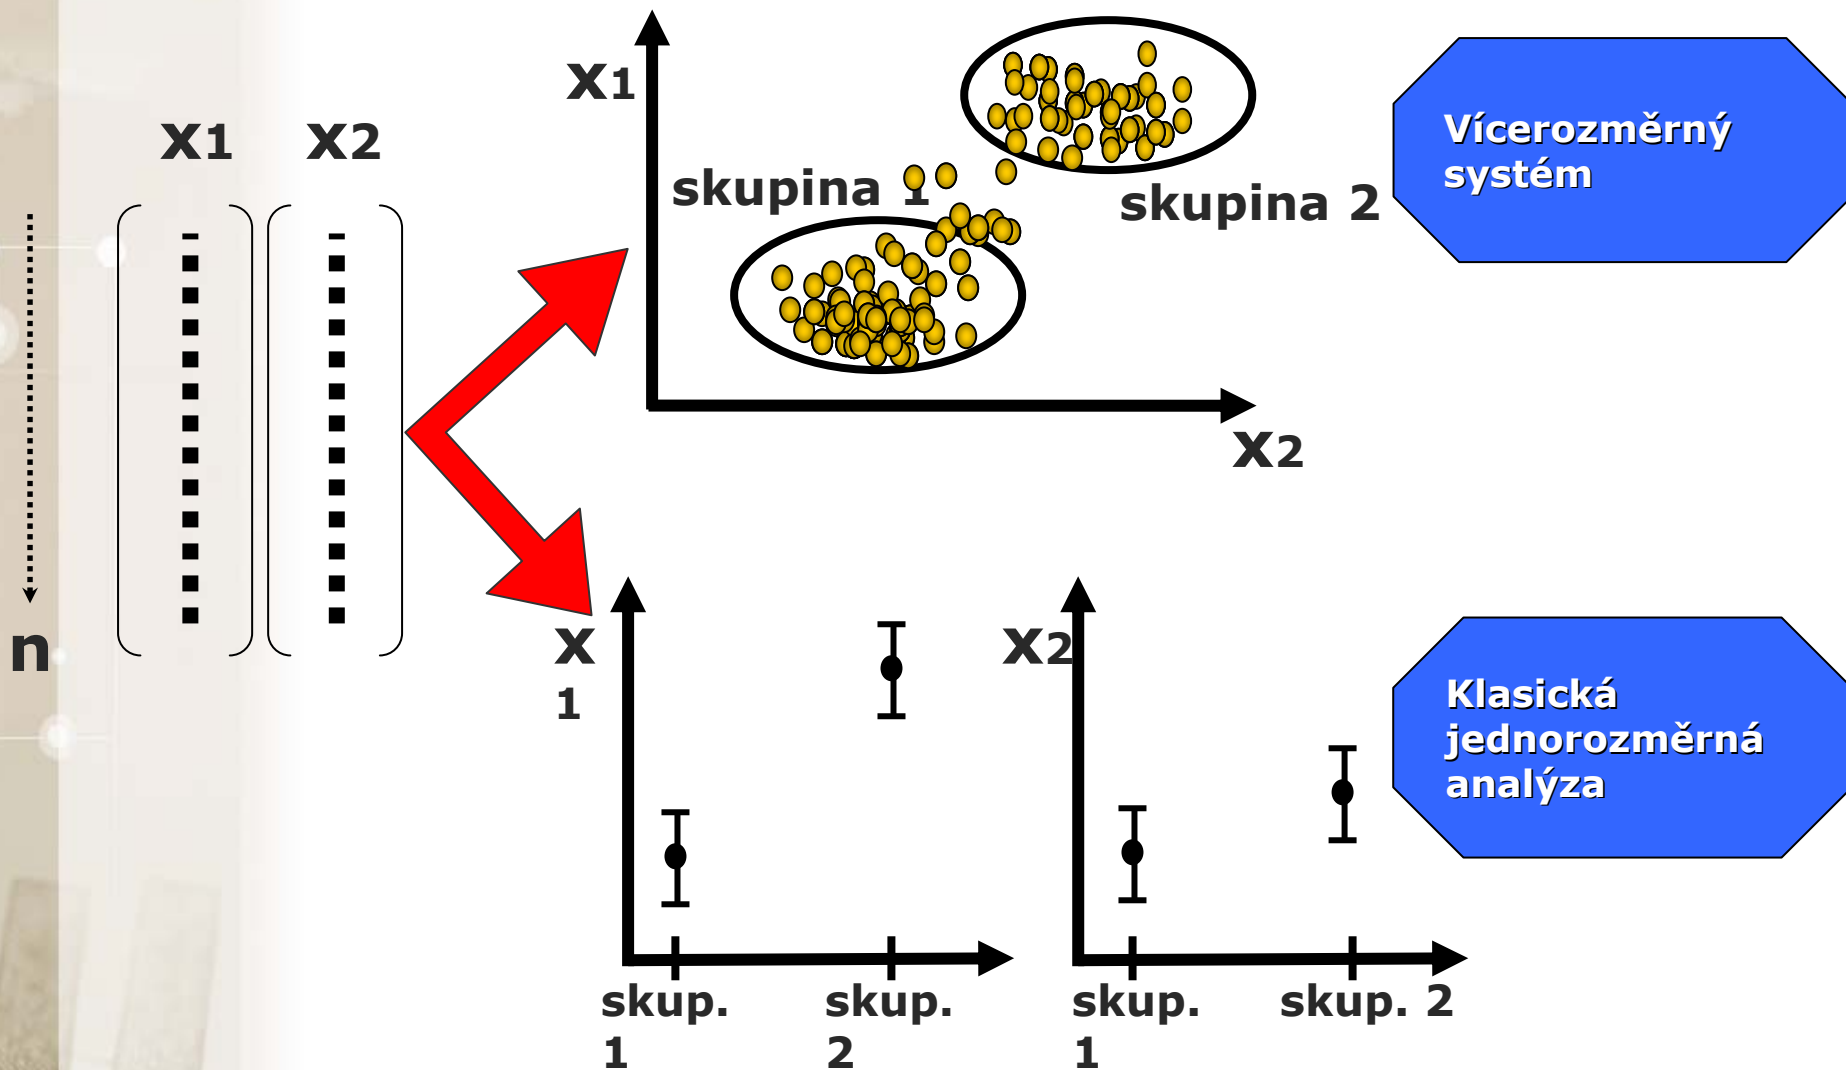 x1
x2
n
x1
skupina 1
skupina 2
x2
Vícerozměrný
systém
x
1
skup.
1
skup.
2
x2
skup.
1
skup. 2
Klasická
jednorozměrná
analýza